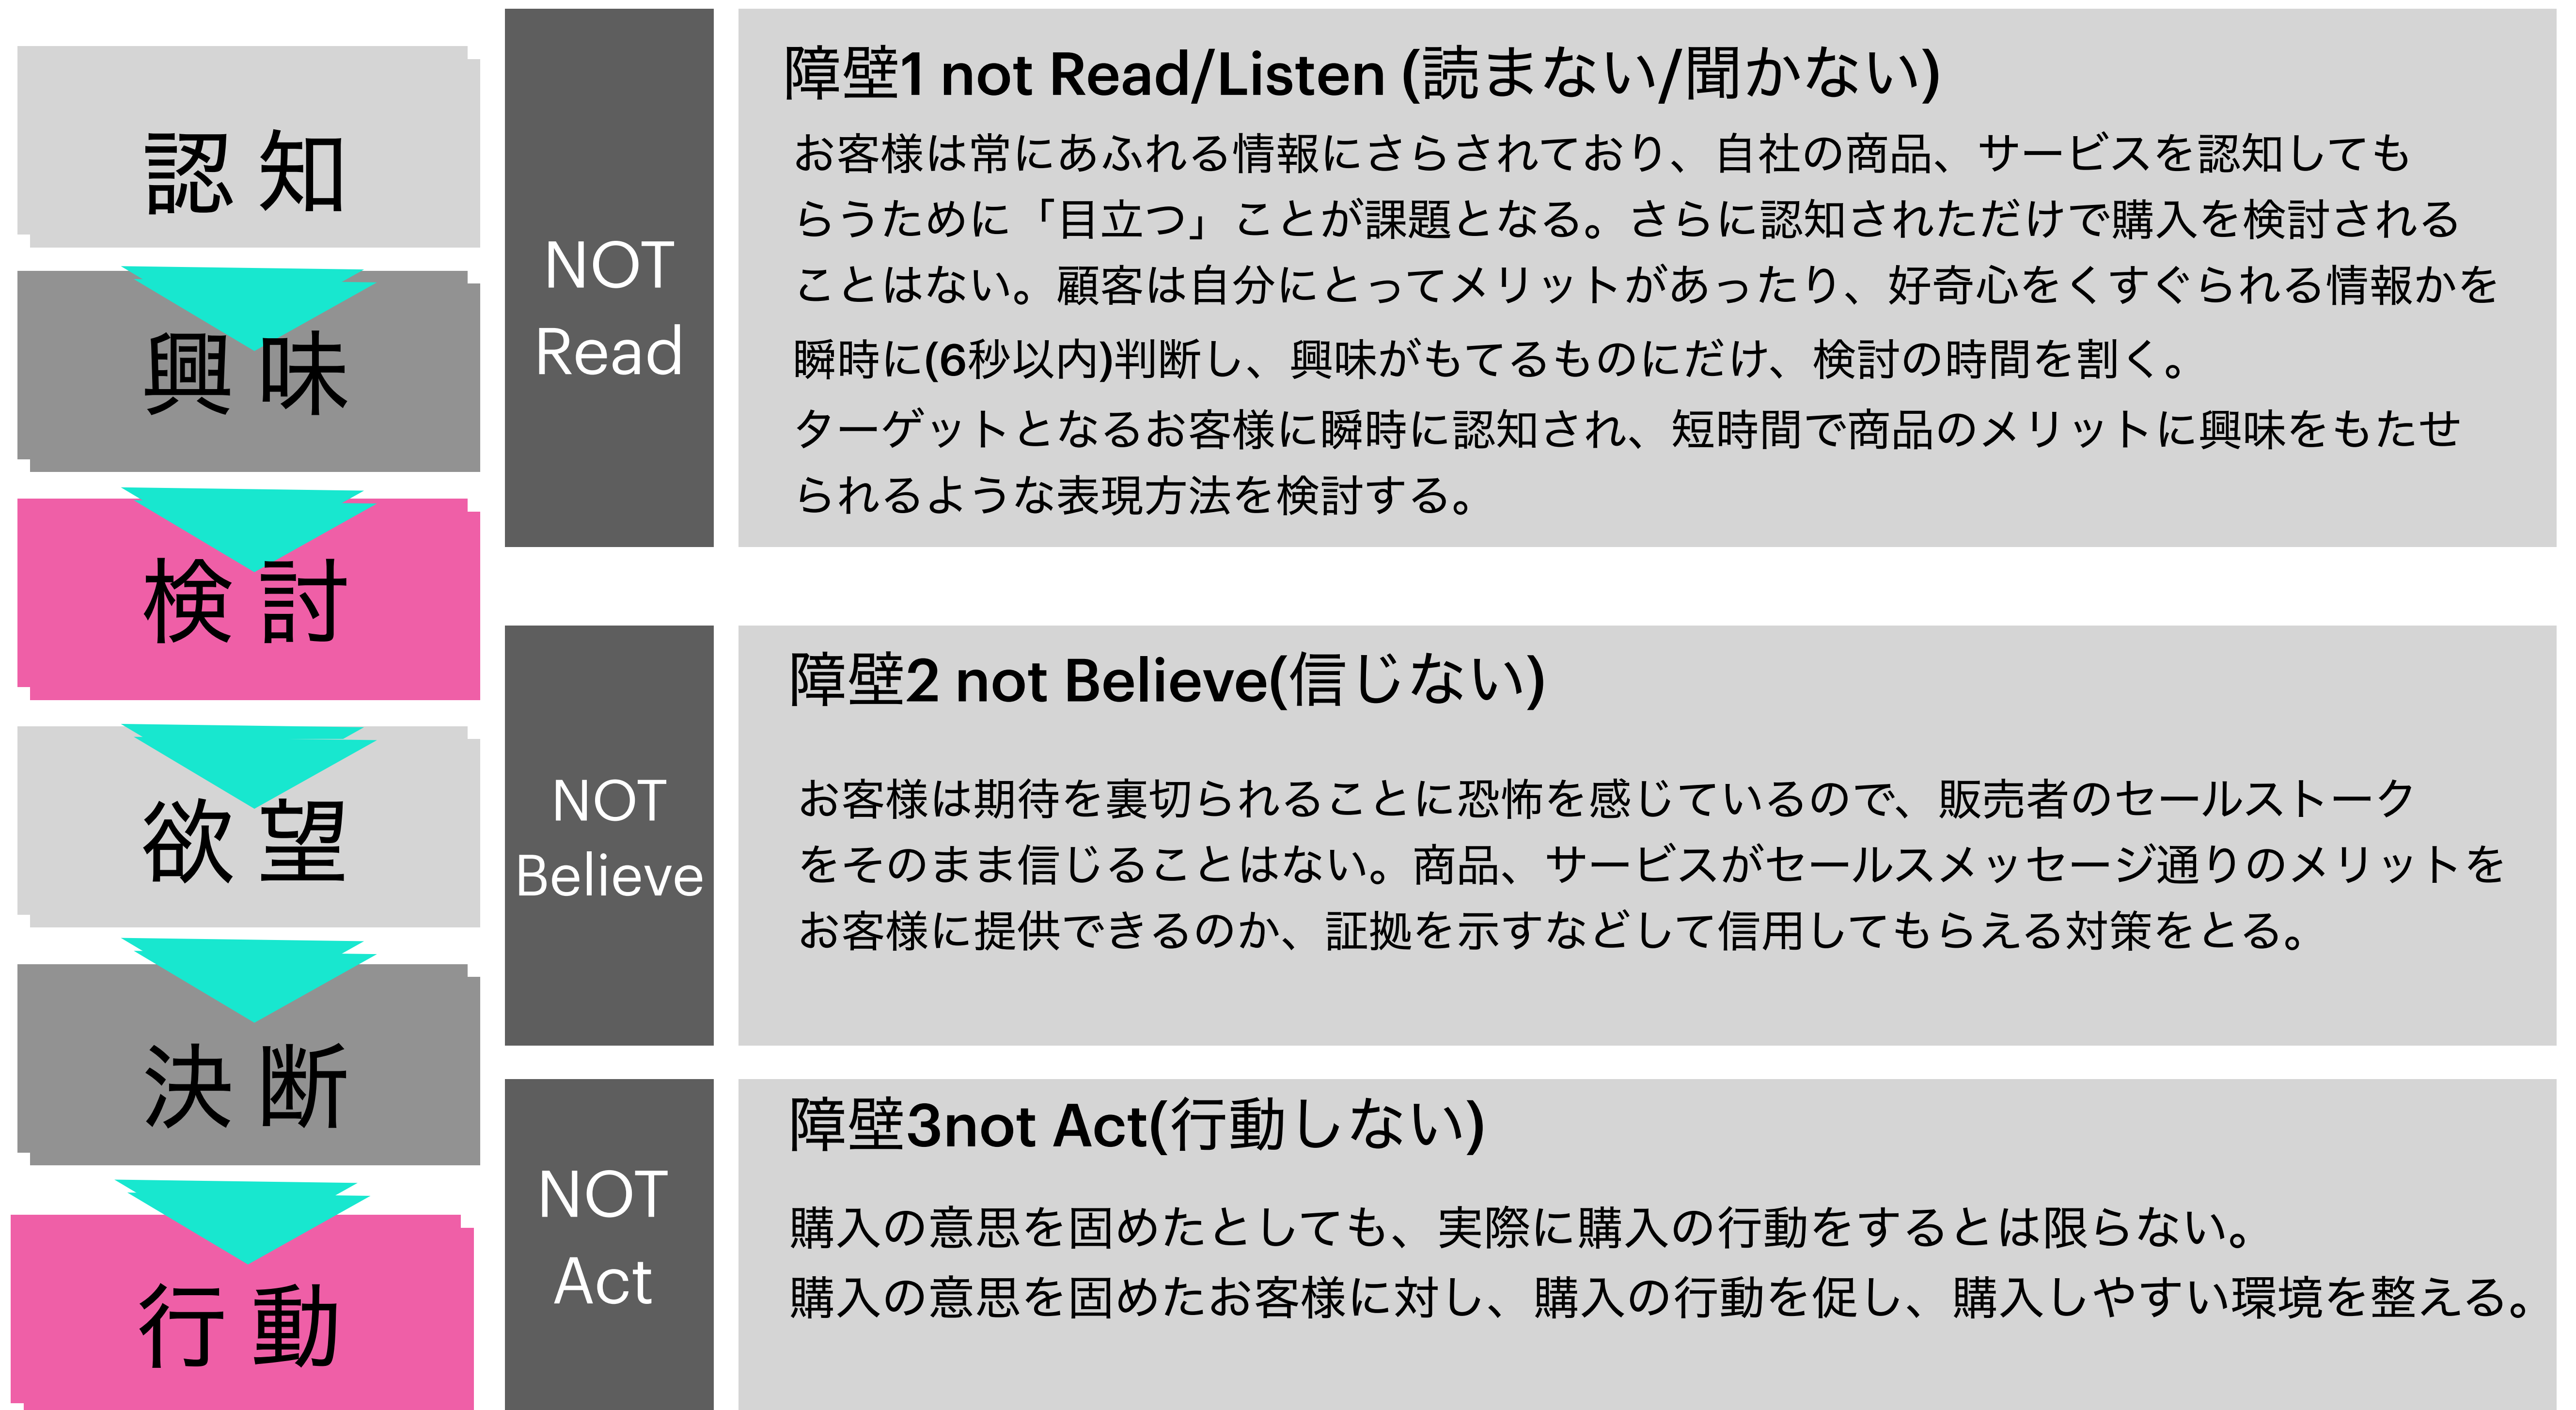 認 知
興 味
検 討
欲 望
決 断
行 動
NOT
Read
障壁1 not Read/Listen (読まない/聞かない)
お客様は常にあふれる情報にさらされており、自社の商品、サービスを認知しても
らうために「目立つ」ことが課題となる。さらに認知されただけで購入を検討される
ことはない。顧客は自分にとってメリットがあったり、好奇心をくすぐられる情報かを
瞬時に(6秒以内)判断し、興味がもてるものにだけ、検討の時間を割く。
ターゲットとなるお客様に瞬時に認知され、短時間で商品のメリットに興味をもたせ
られるような表現方法を検討する。
NOT
Believe
障壁2 not Believe(信じない)
お客様は期待を裏切られることに恐怖を感じているので、販売者のセールストーク
をそのまま信じることはない。商品、サービスがセールスメッセージ通りのメリットを
お客様に提供できるのか、証拠を示すなどして信用してもらえる対策をとる。
NOT
Act
障壁3not Act(行動しない)
購入の意思を固めたとしても、実際に購入の行動をするとは限らない。
購入の意思を固めたお客様に対し、購入の行動を促し、購入しやすい環境を整える。